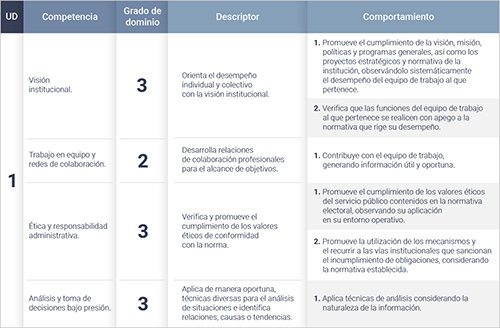 UD
Competencia
Grado de
dominio
Descriptor
Comportamiento
1
Visión
institucional.
3
Orienta el desempeño
individual y colectivo
con la visión institucional.
1. Promueve el cumplimiento de la visión, misión,
políticas y programas generales, así como los
proyectos estratégicos y normativa de la
institución, observándolo sistemáticamente
el desempeño del equipo de trabajo al que
pertenece.
2. Verifica que las funciones del equipo de trabajo
al que pertenece se realicen con apego a la
normativa que rige su desempeño.
Trabajo en equipo y
redes de colaboración.
2
Desarrolla relaciones
de colaboración profesionales
para el alcance de objetivos.
1. Contribuye con el equipo de trabajo,
generando información útil y oportuna.
Ética y responsabilidad
administrativa.
3
Verifica y promueve el
cumplimiento de los valores
éticos de conformidad
con la norma.
1. Promueve el cumplimiento de los valores éticos
del servicio público contenidos en la normativa
electoral, observando su aplicación
en su entorno operativo.
2. Promueve la utilización de los mecanismos y
el recurrir a las vías institucionales que sancionan
el incumplimiento de obligaciones, considerando
la normativa establecida.
Análisis y toma de
decisiones bajo presión.
3
Aplica de manera oportuna,
técnicas diversas para el análisis
de situaciones e identifica
relaciones, causas o tendencias.
1. Aplica técnicas de análisis considerando la
naturaleza de la información.